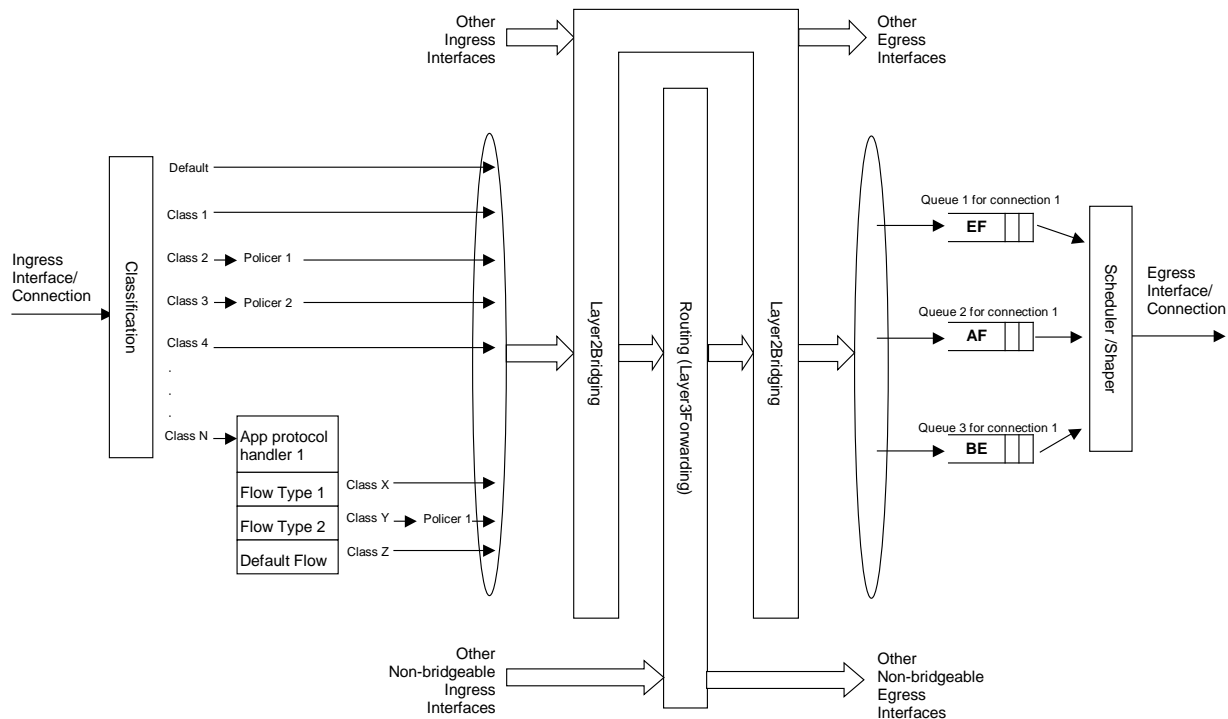 Other
Ingress
Interfaces
Other
Egress
Interfaces
Ingress
Interface/
Connection
Classification
Default
Class 1
Class 2
Policer 1
Class 3
Policer 2
Class 4
.
.
.
Class N
App protocol
handler 1
Flow Type 1
Class X
Flow Type 2
Class Y
Policer 1
Default Flow
Class Z
Layer2Bridging
Routing (Layer3Forwarding)
Layer2Bridging
Queue 1 for connection 1
EF
Queue 2 for connection 1
AF
Queue 3 for connection 1
BE
Scheduler /Shaper
Egress
Interface/
Connection
Other
Non-bridgeable
Ingress
Interfaces
Other
Non-bridgeable
Egress
Interfaces